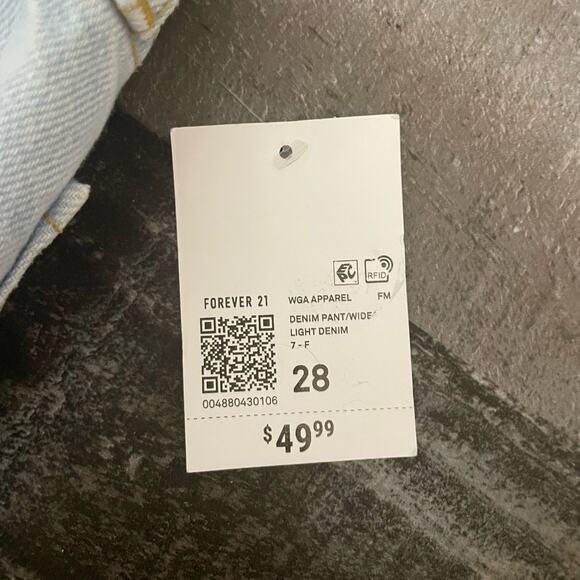 RFID
FOREVER 21
WGA APPAREL FM
DENIM PANT/WIDE/
LIGHT DENIM
7 - F
28
004880430106
$49.99